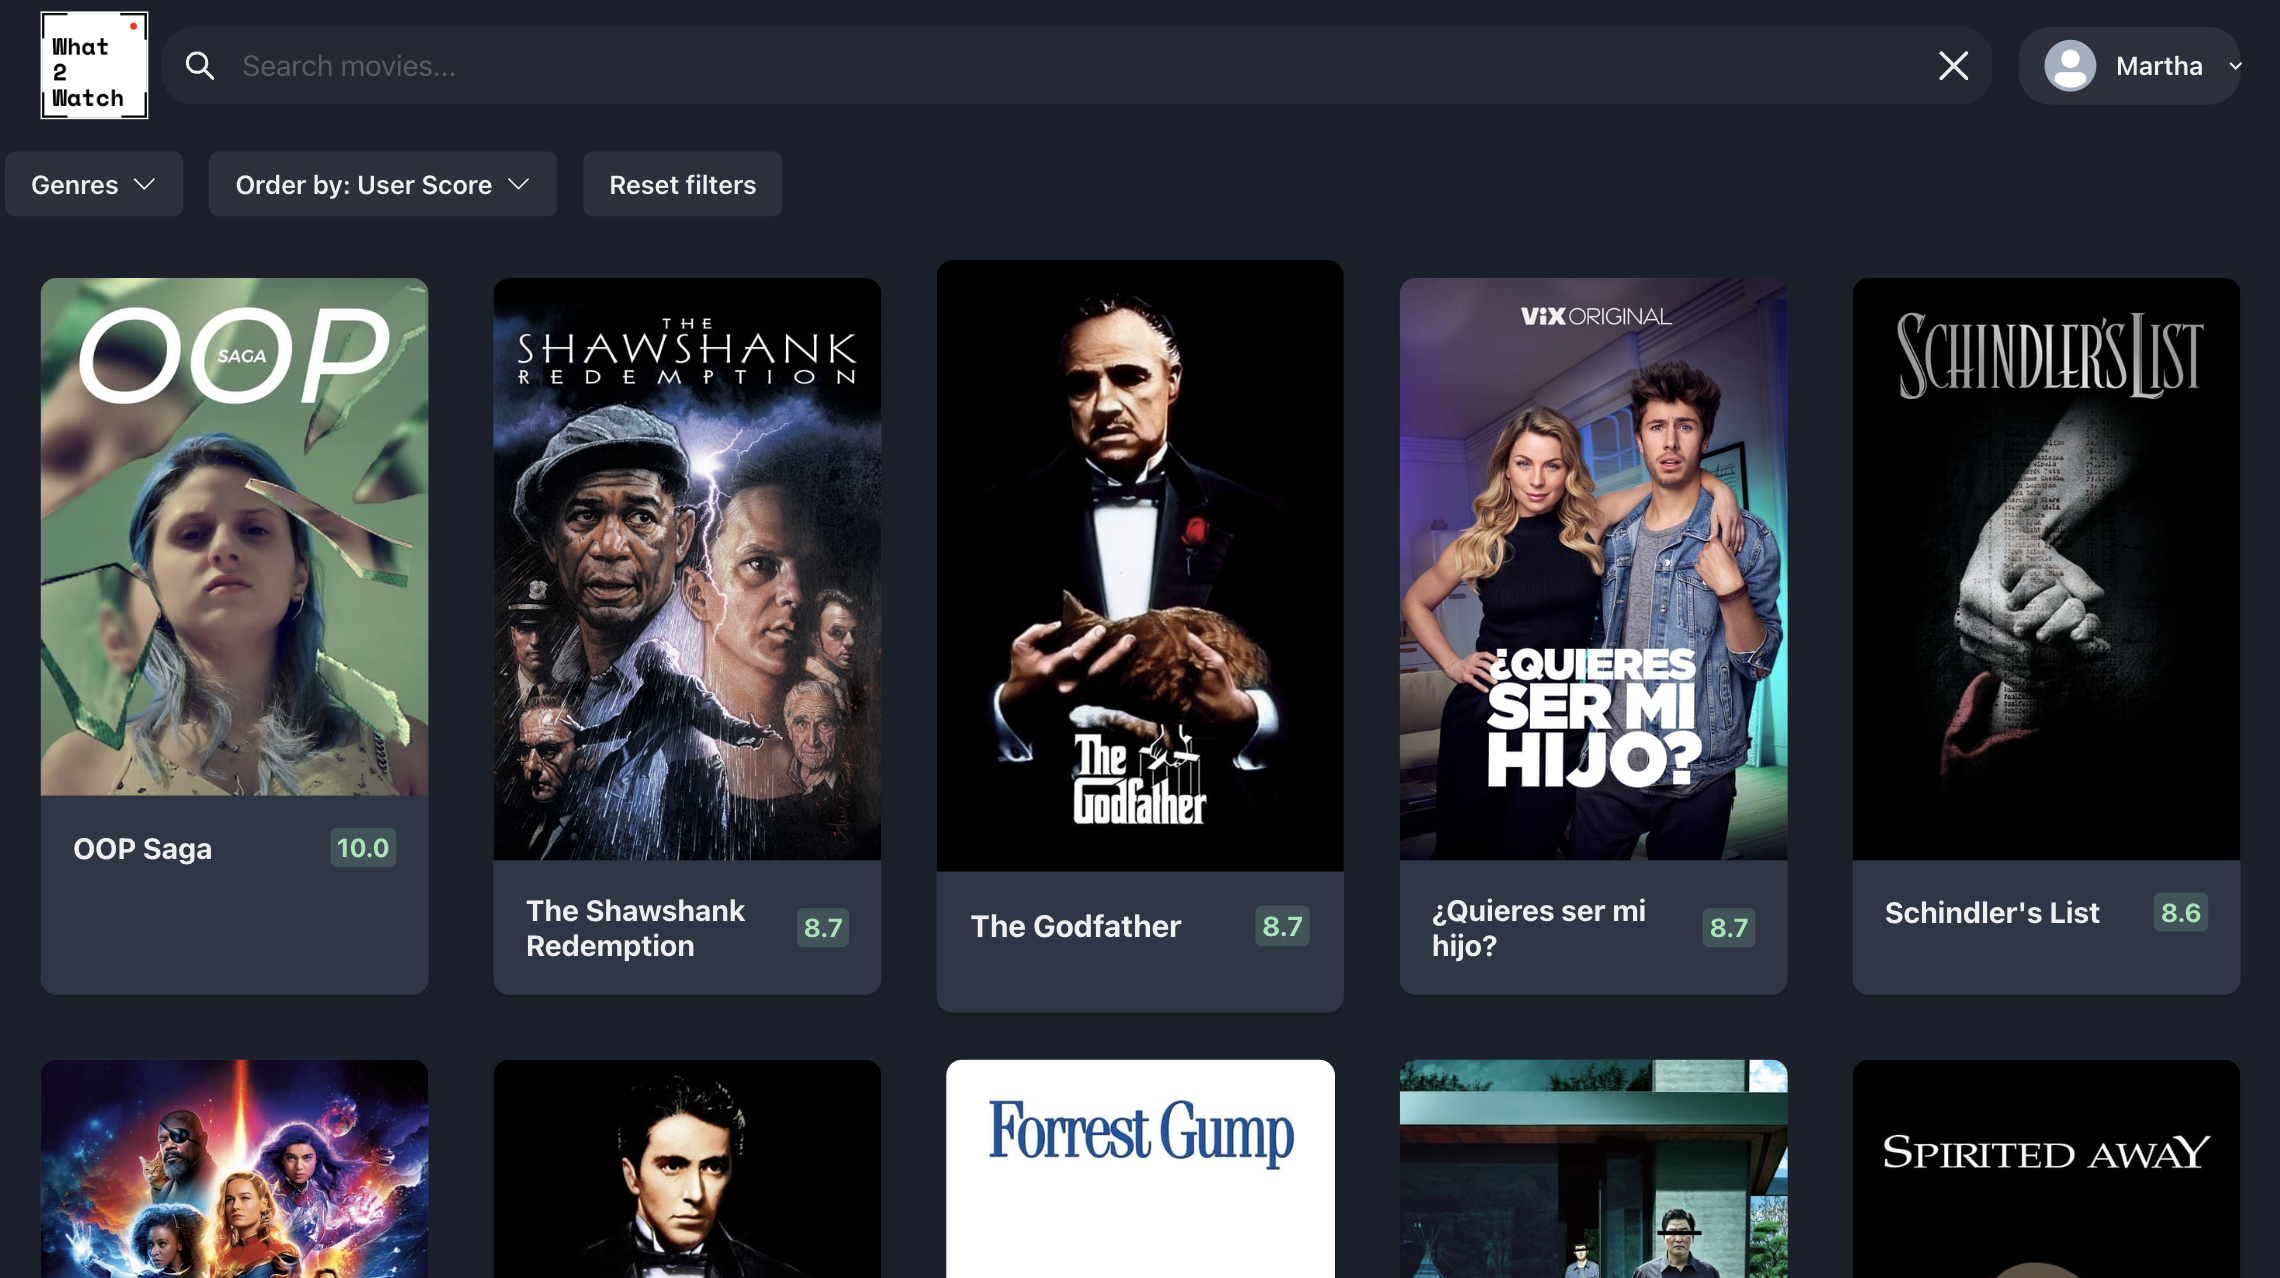 What
2
Watch
Search movies...
Martha
Genres
Order by: User Score
Reset filters
OOP
SAGA
THE
SHAWSHANK
REDEMPTION
The
Godfather
ViX ORIGINAL
¿QUIERES
SER MI
HIJO?
SCHINDLER'S LIST
OOP Saga
10.0
The Shawshank
Redemption
8.7
The Godfather
8.7
¿Quieres ser mi
hijo?
8.7
Schindler's List
8.6
Forrest Gump
SPIRITED AWAY